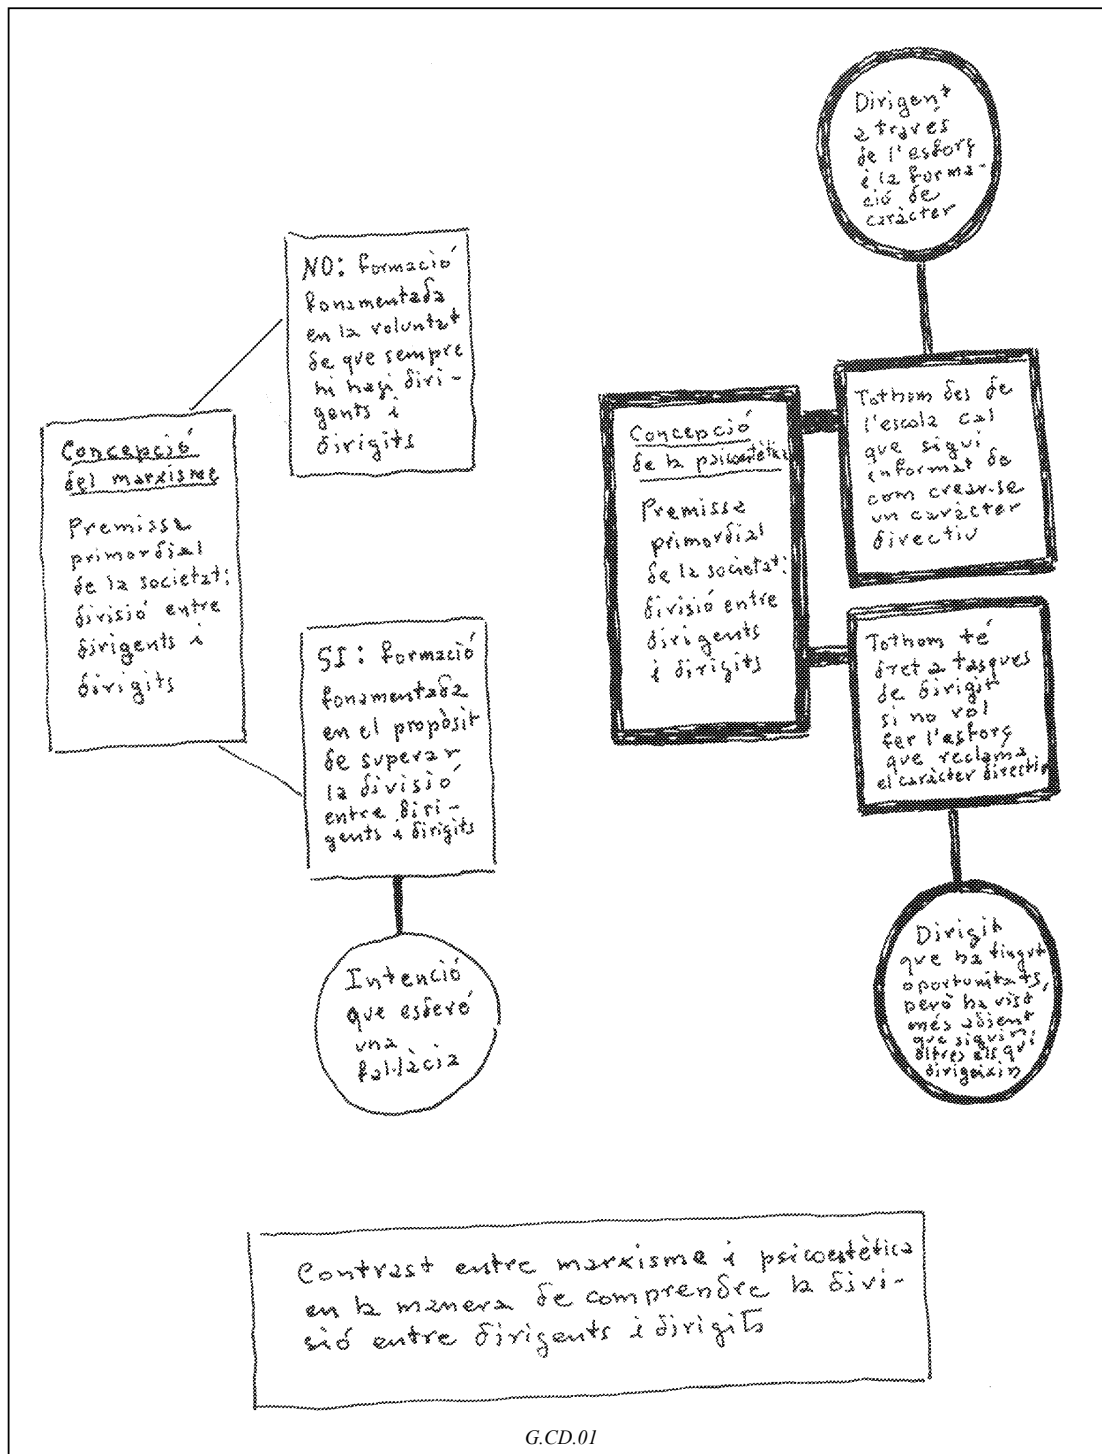 Concepció
del marxisme
Premissa
primordial
de la societat:
divisió entre
dirigents i
dirigits
NO: formació
fonamentada
en la voluntat
de que sempre
hi hagi diri-
gents i
dirigits
SI: formació
fonamentada
en el propòsit
de superar
la divisió
entre diri-
gents i dirigits
Intenció
que esdevé
una
fal·làcia
Concepció
de la psicoestètica
Premissa
primordial
de la societat:
divisió entre
dirigents
i dirigits
Dirigent
a traves
de l'esforç
i la forma-
ció de
caràcter
Tothom des de
l'escola cal
que sigui
informat de
com crear-se
un caràcter
directiu
Tothom té
dret a tasques
de dirigit
si no vol
fer l'esforç
que reclama
el caràcter directiu
Dirigit
que ha tingut
oportunitats,
però ha vist
més adient
que siguin
altres els qui
dirigeixin
Contrast entre marxisme i psicoestètica
en la manera de comprendre la divi-
sió entre dirigents i dirigits
G.CD.01